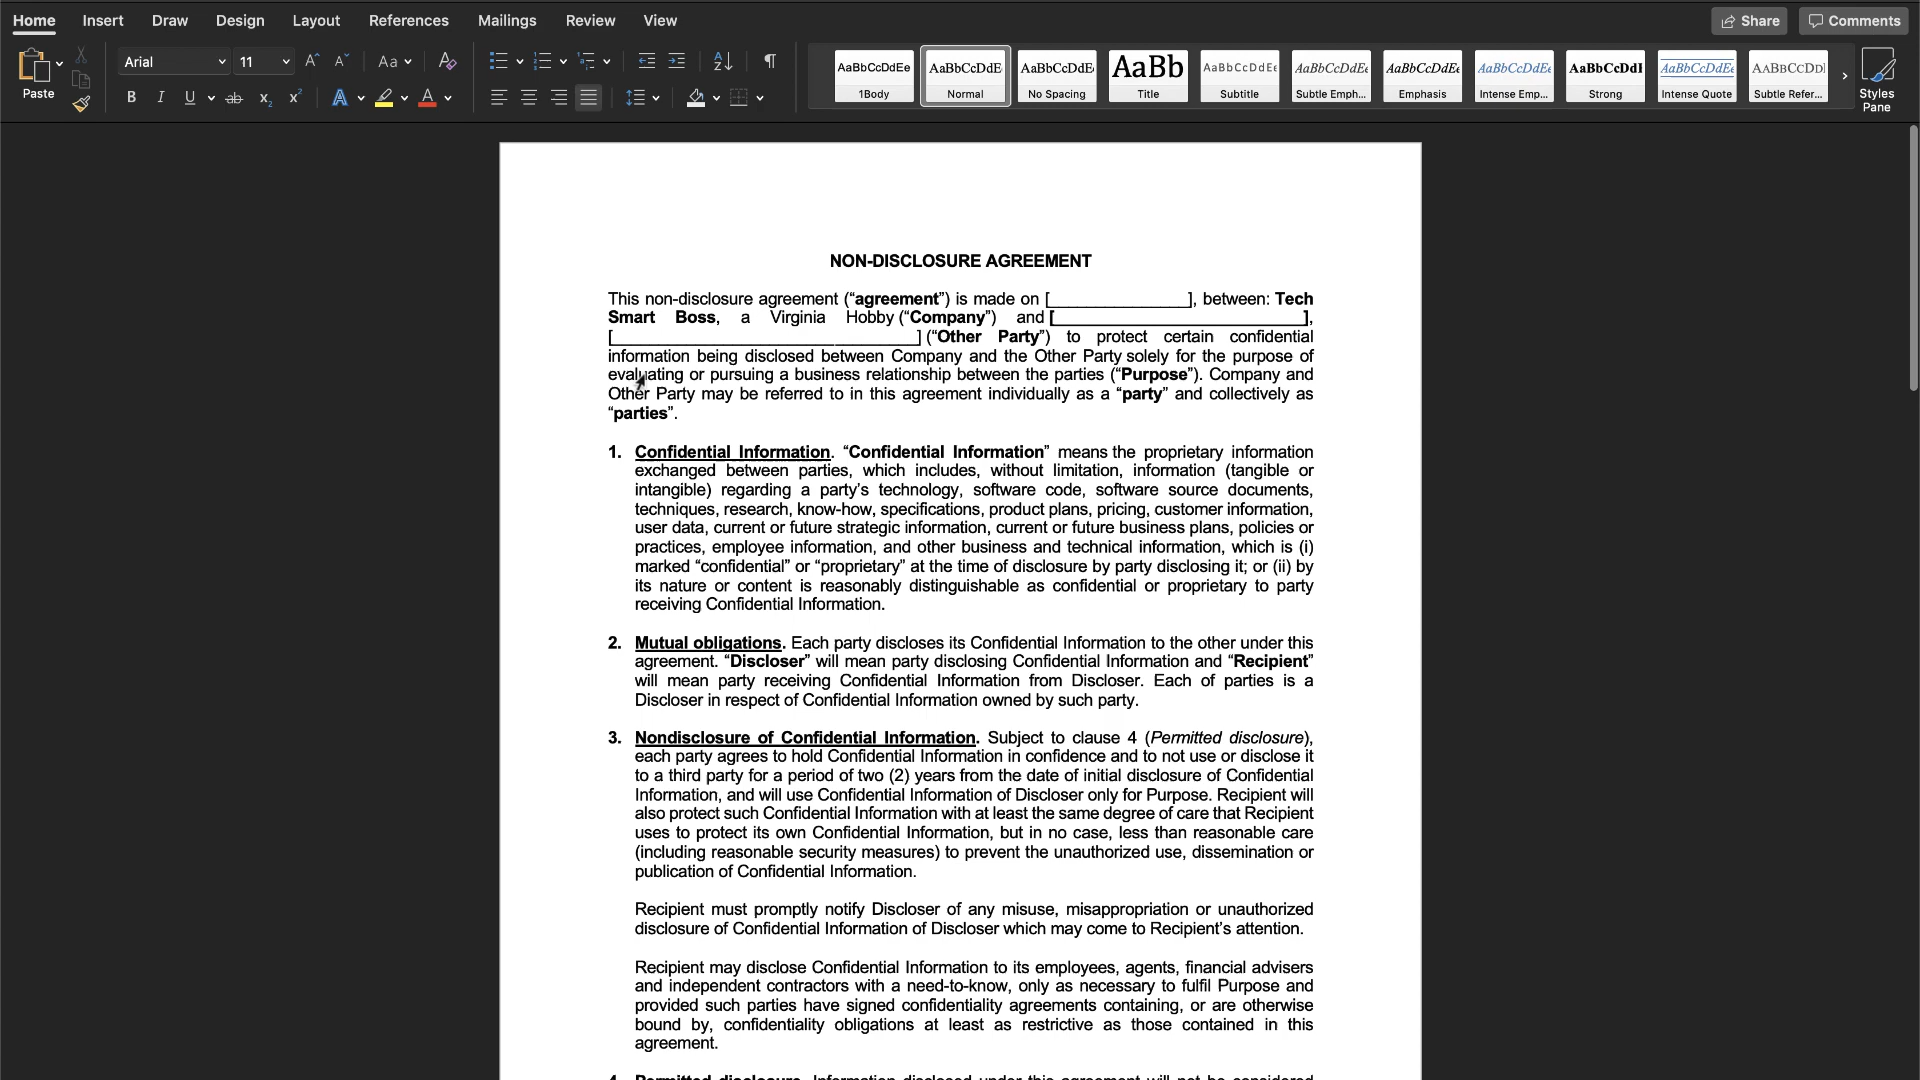 Home Insert Draw Design Layout References Mailings Review View Share Comments
Paste Arial 11 Aa
AaBbCcDdEe AaBbCcDdE AaBbCcDdE AaBb AaBbCcDdEe AaBbCcDdEe AaBbCcDdEe AaBbCcDdEe AaBbCcDdI AaBbCcDdEe AABBCCDDI
1Body Normal No Spacing Title Subtitle Subtle Emph... Emphasis Intense Emp... Strong Intense Quote Subtle Refer...
Styles
Pane
B I U ab x₂ x² A A
NON-DISCLOSURE AGREEMENT
This non-disclosure agreement (“agreement”) is made on [_______________], between: Tech
Smart Boss, a Virginia Hobby (“Company”) and [___________________________],
[_________________________________] (“Other Party”) to protect certain confidential
information being disclosed between Company and the Other Party solely for the purpose of
evaluating or pursuing a business relationship between the parties (“Purpose”). Company and
Other Party may be referred to in this agreement individually as a “party” and collectively as
“parties”.
1. Confidential Information. “Confidential Information” means the proprietary information
exchanged between parties, which includes, without limitation, information (tangible or
intangible) regarding a party’s technology, software code, software source documents,
techniques, research, know-how, specifications, product plans, pricing, customer information,
user data, current or future strategic information, current or future business plans, policies or
practices, employee information, and other business and technical information, which is (i)
marked “confidential” or “proprietary” at the time of disclosure by party disclosing it; or (ii) by
its nature or content is reasonably distinguishable as confidential or proprietary to party
receiving Confidential Information.
2. Mutual obligations. Each party discloses its Confidential Information to the other under this
agreement. “Discloser” will mean party disclosing Confidential Information and “Recipient”
will mean party receiving Confidential Information from Discloser. Each of parties is a
Discloser in respect of Confidential Information owned by such party.
3. Nondisclosure of Confidential Information. Subject to clause 4 (Permitted disclosure),
each party agrees to hold Confidential Information in confidence and to not use or disclose it
to a third party for a period of two (2) years from the date of initial disclosure of Confidential
Information, and will use Confidential Information of Discloser only for Purpose. Recipient will
also protect such Confidential Information with at least the same degree of care that Recipient
uses to protect its own Confidential Information, but in no case, less than reasonable care
(including reasonable security measures) to prevent the unauthorized use, dissemination or
publication of Confidential Information.
Recipient must promptly notify Discloser of any misuse, misappropriation or unauthorized
disclosure of Confidential Information of Discloser which may come to Recipient’s attention.
Recipient may disclose Confidential Information to its employees, agents, financial advisers
and independent contractors with a need-to-know, only as necessary to fulfil Purpose and
provided such parties have signed confidentiality agreements containing, or are otherwise
bound by, confidentiality obligations at least as restrictive as those contained in this
agreement.
4. Permitted disclosure. Information disclosed under this agreement will not be considered